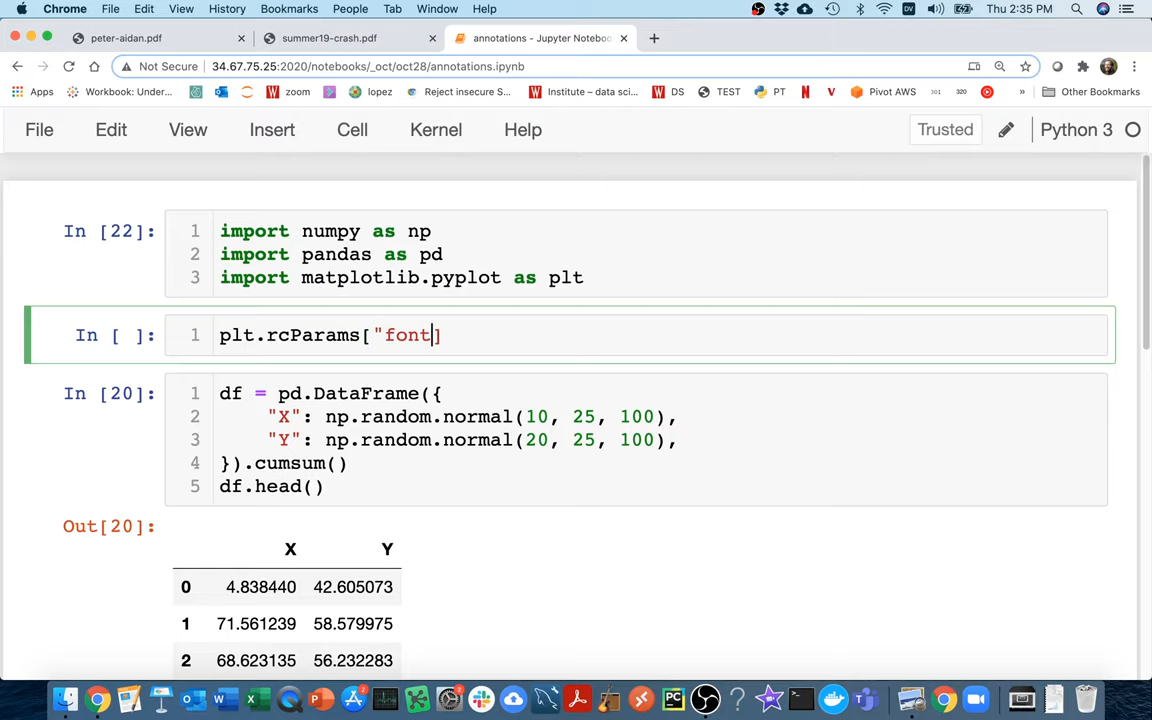 Chrome File Edit View History Bookmarks People Tab Window Help Thu 2:35 PM
peter-aidan.pdf summer19-crash.pdf annotations - Jupyter Noteboo
Not Secure 34.67.75.25:2020/notebooks/_oct/oct28/annotations.ipynb
Apps Workbook: Under... zoom lopez Reject insecure S... Institute – data sci... DS TEST PT Pivot AWS 301 320 » Other Bookmarks
File Edit View Insert Cell Kernel Help Trusted Python 3
In [22]: 1 import numpy as np
2 import pandas as pd
3 import matplotlib.pyplot as plt
In [ ]: 1 plt.rcParams["font]
In [20]: 1 df = pd.DataFrame({
2 "X": np.random.normal(10, 25, 100),
3 "Y": np.random.normal(20, 25, 100),
4 }).cumsum()
5 df.head()
Out[20]:
X Y
0 4.838440 42.605073
1 71.561239 58.579975
2 68.623135 56.232283